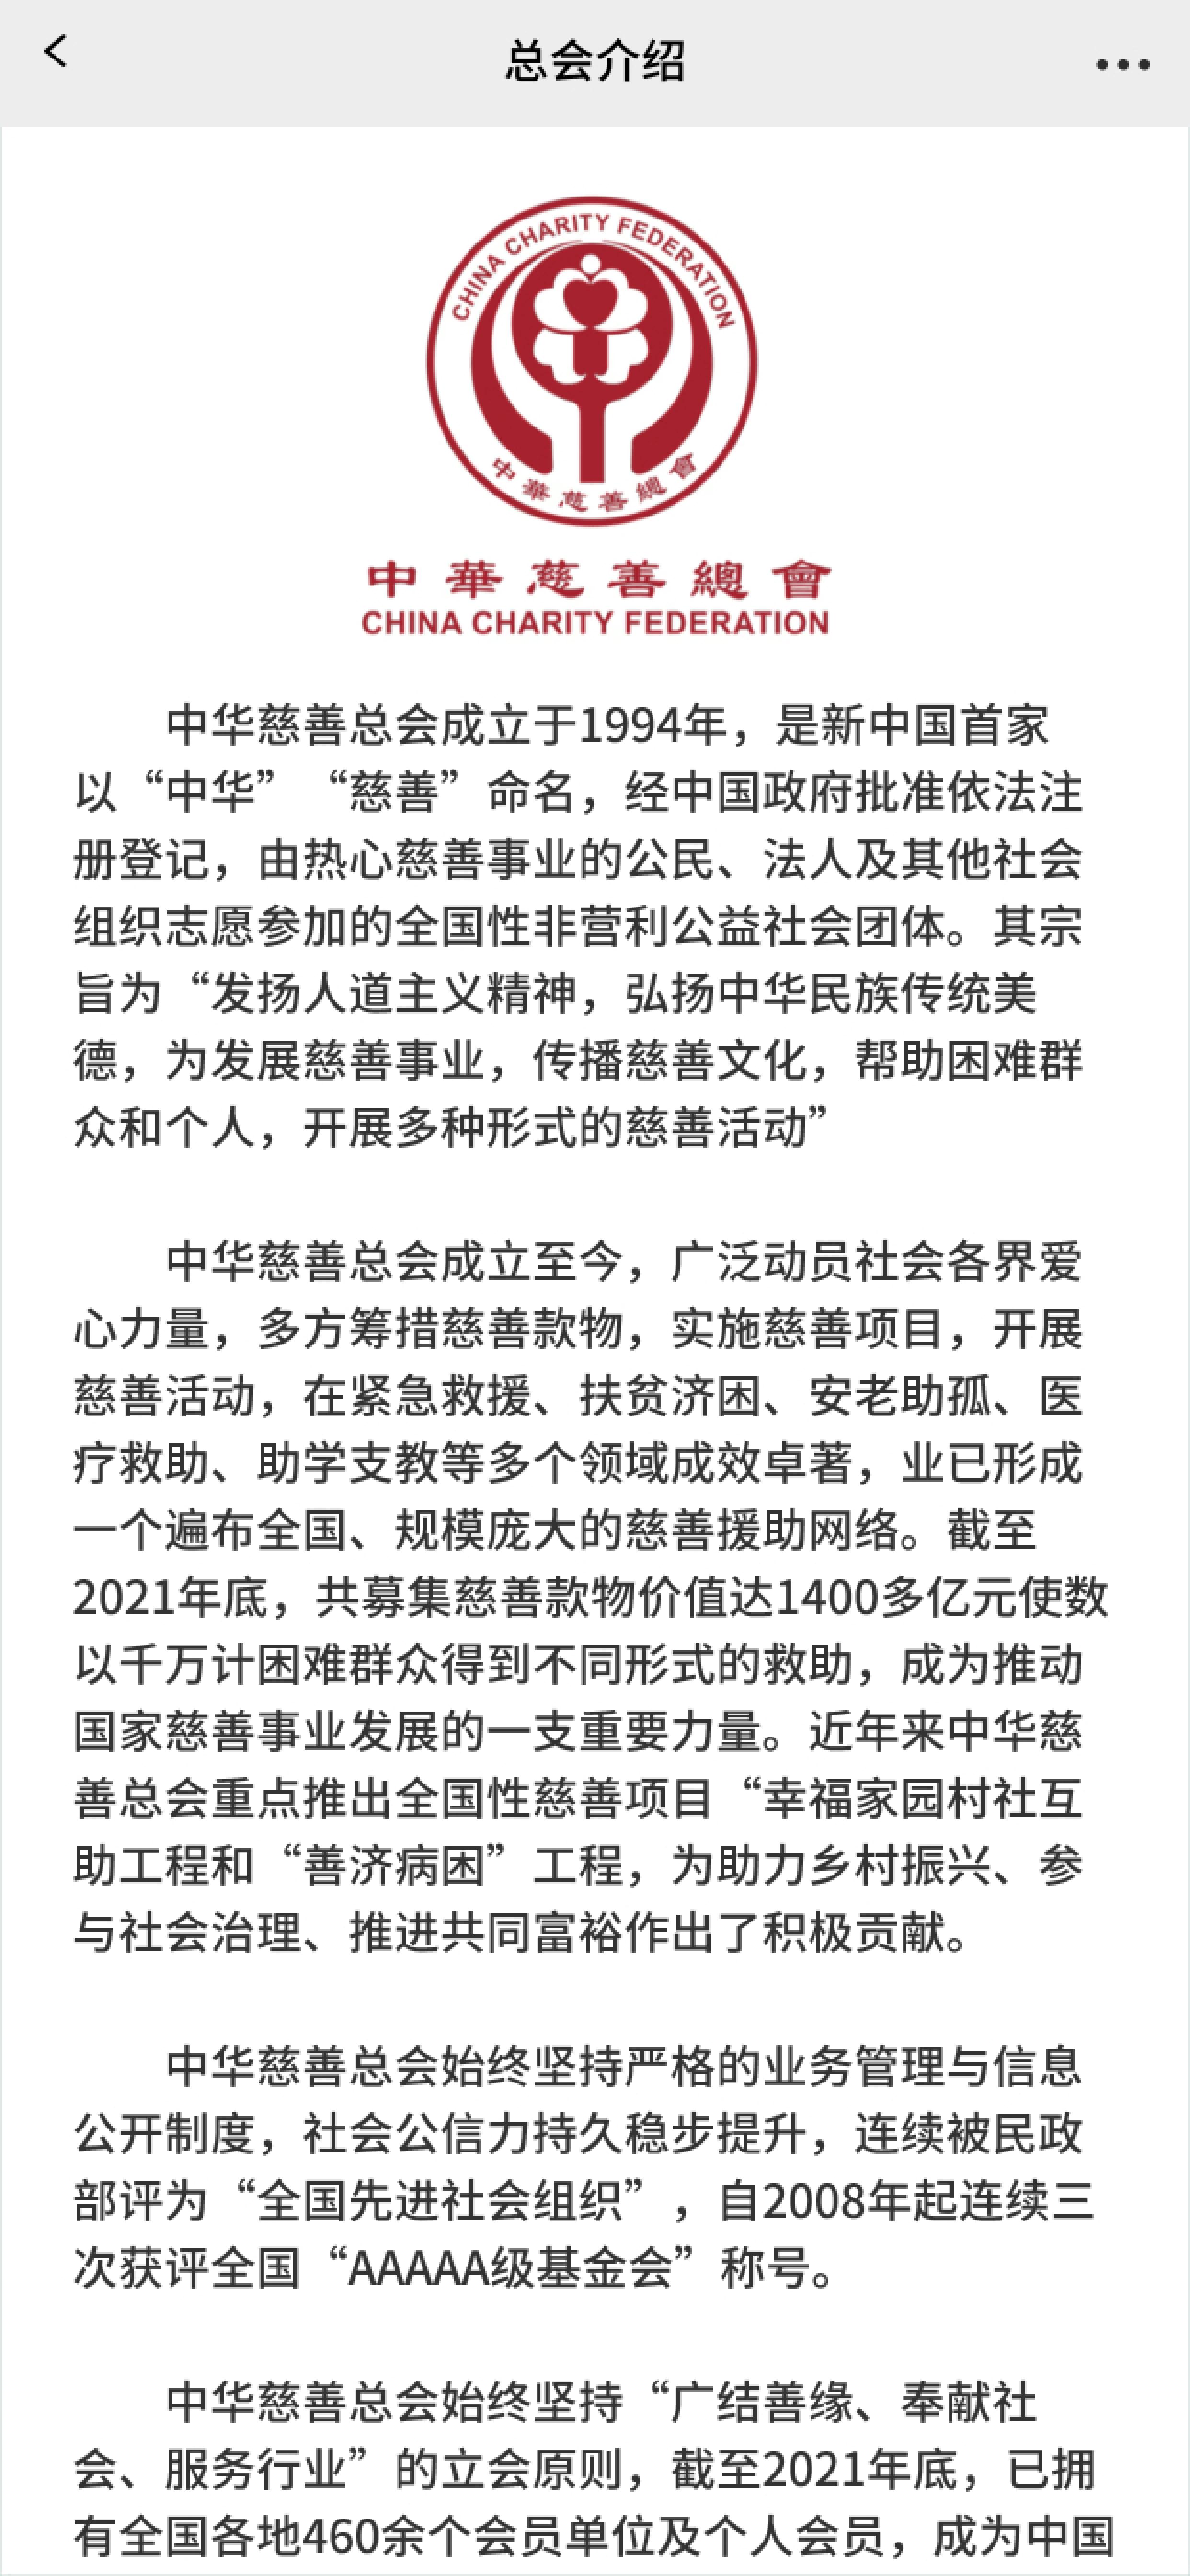 总会介绍
CHINA CHARITY FEDERATION
中華慈善總會
中華慈善總會
CHINA CHARITY FEDERATION
中华慈善总会成立于1994年，是新中国首家
以“中华”“慈善”命名，经中国政府批准依法注
册登记，由热心慈善事业的公民、法人及其他社会
组织志愿参加的全国性非营利公益社会团体。其宗
旨为“发扬人道主义精神，弘扬中华民族传统美
德，为发展慈善事业，传播慈善文化，帮助困难群
众和个人，开展多种形式的慈善活动”
中华慈善总会成立至今，广泛动员社会各界爱
心力量，多方筹措慈善款物，实施慈善项目，开展
慈善活动，在紧急救援、扶贫济困、安老助孤、医
疗救助、助学支教等多个领域成效卓著，业已形成
一个遍布全国、规模庞大的慈善援助网络。截至
2021年底，共募集慈善款物价值达1400多亿元使数
以千万计困难群众得到不同形式的救助，成为推动
国家慈善事业发展的一支重要力量。近年来中华慈
善总会重点推出全国性慈善项目“幸福家园村社互
助工程和“善济病困”工程，为助力乡村振兴、参
与社会治理、推进共同富裕作出了积极贡献。
中华慈善总会始终坚持严格的业务管理与信息
公开制度，社会公信力持久稳步提升，连续被民政
部评为“全国先进社会组织”，自2008年起连续三
次获评全国“AAAAA级基金会”称号。
中华慈善总会始终坚持“广结善缘、奉献社
会、服务行业”的立会原则，截至2021年底，已拥
有全国各地460余个会员单位及个人会员，成为中国